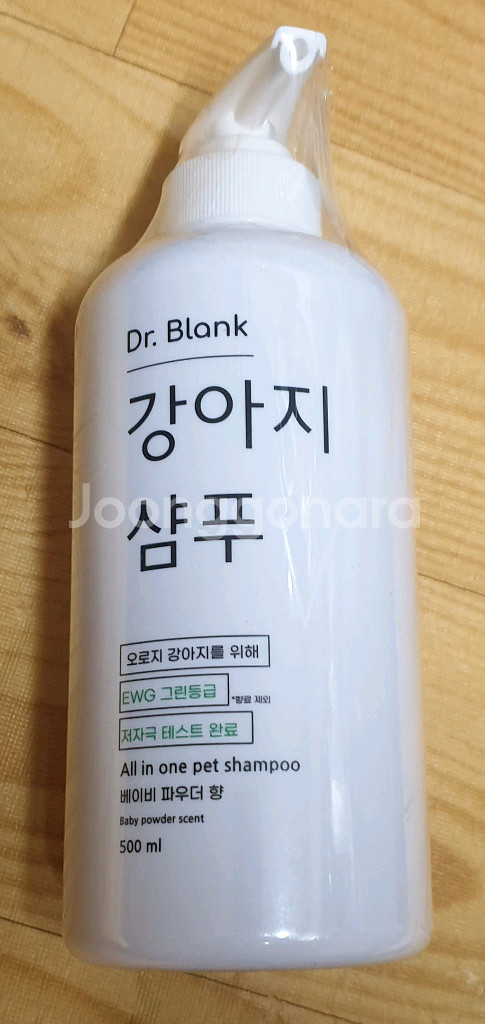 Dr. Blank
강아지
Joonggonara
샴푸
오로지 강아지를 위해
EWG 그린등급 *향료 제외
저자극 테스트 완료
All in one pet shampoo
베이비 파우더 향
Baby powder scent
500 ml